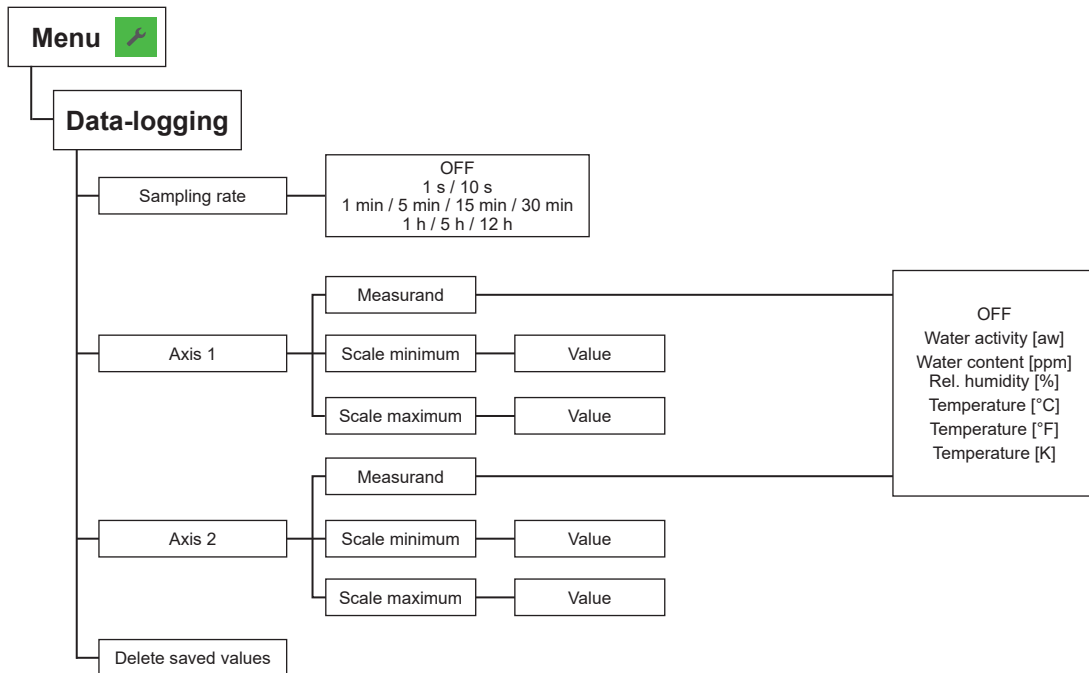 Menu
Data-logging
Sampling rate
OFF
1 s / 10 s
1 min / 5 min / 15 min / 30 min
1 h / 5 h / 12 h
Axis 1
Measurand
Scale minimum
Value
Scale maximum
Value
OFF
Water activity [aw]
Water content [ppm]
Rel. humidity [%]
Temperature [°C]
Temperature [°F]
Temperature [K]
Axis 2
Measurand
Scale minimum
Value
Scale maximum
Value
Delete saved values